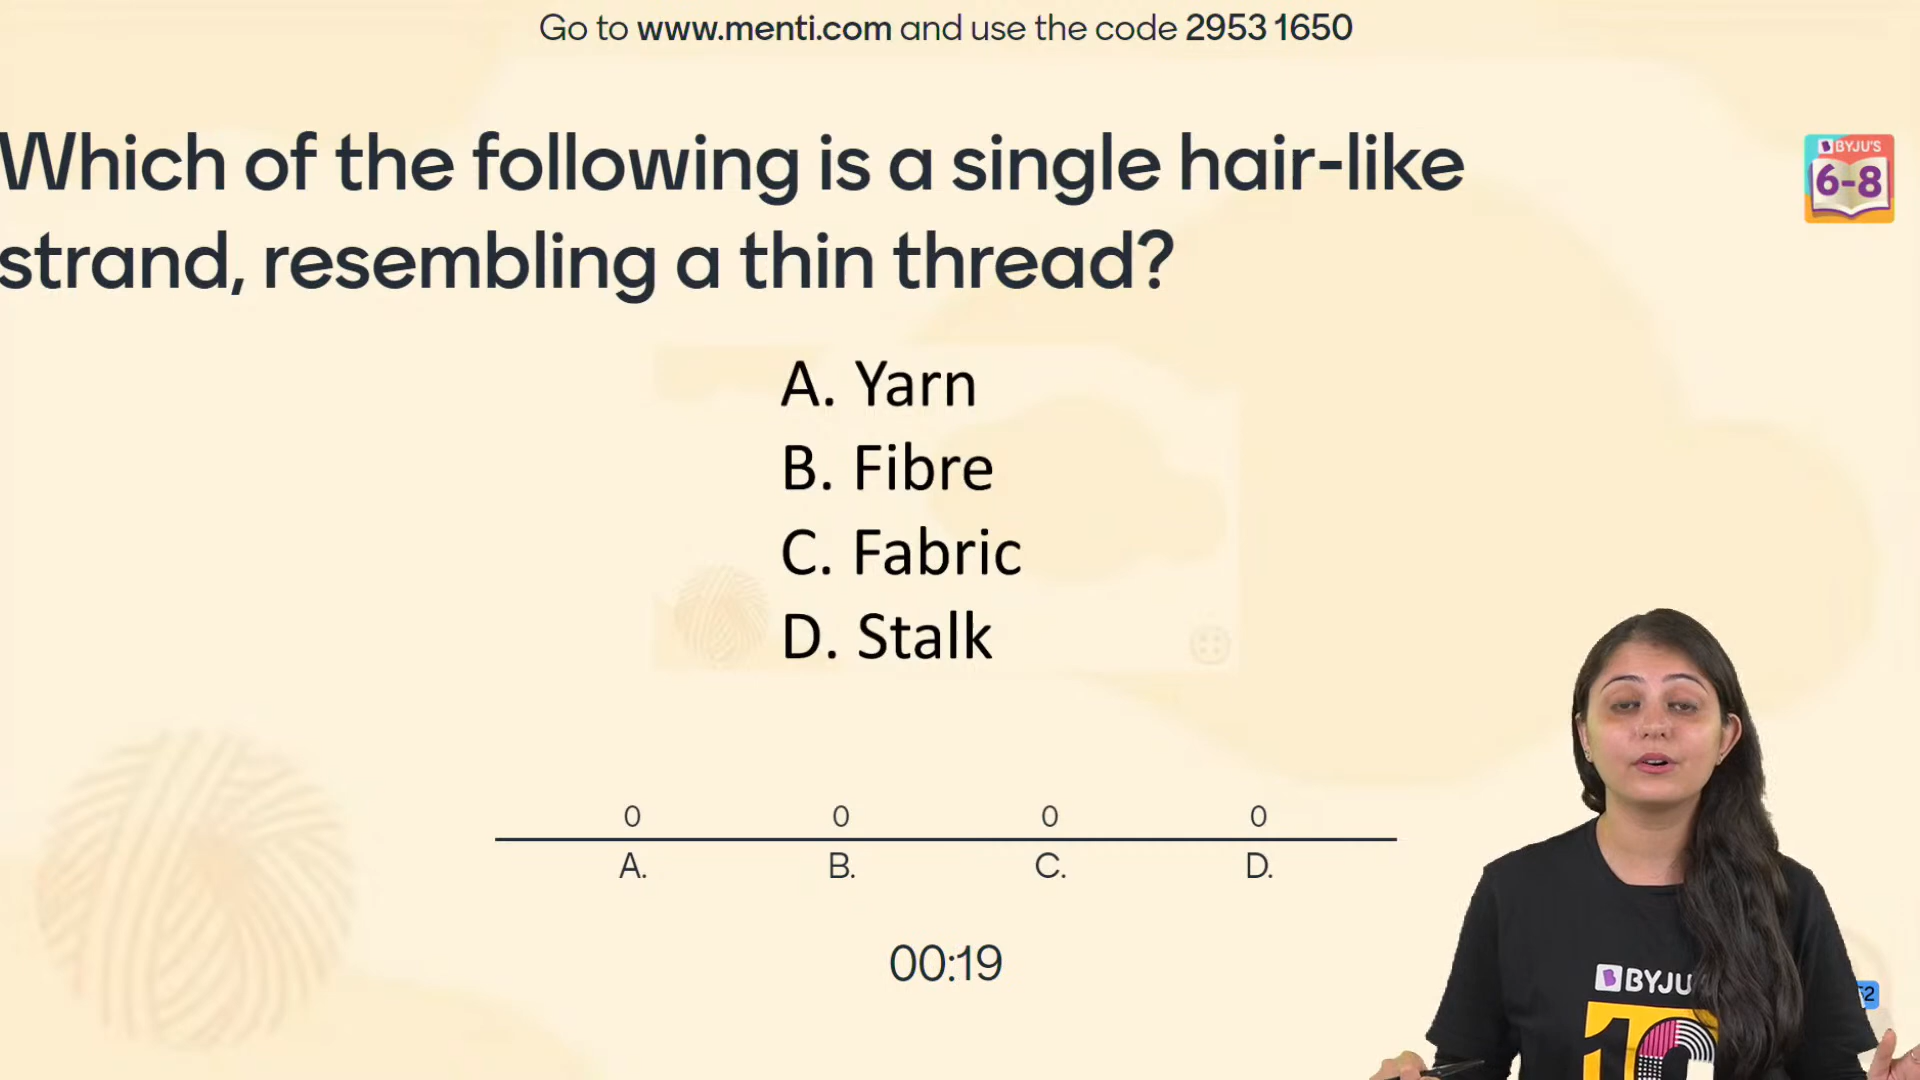 Go to www.menti.com and use the code 2953 1650
Which of the following is a single hair-like
strand, resembling a thin thread?
BYJU'S
6-8
A. Yarn
B. Fibre
C. Fabric
D. Stalk
0 0 0 0
A. B. C. D.
00:19
BYJU
10